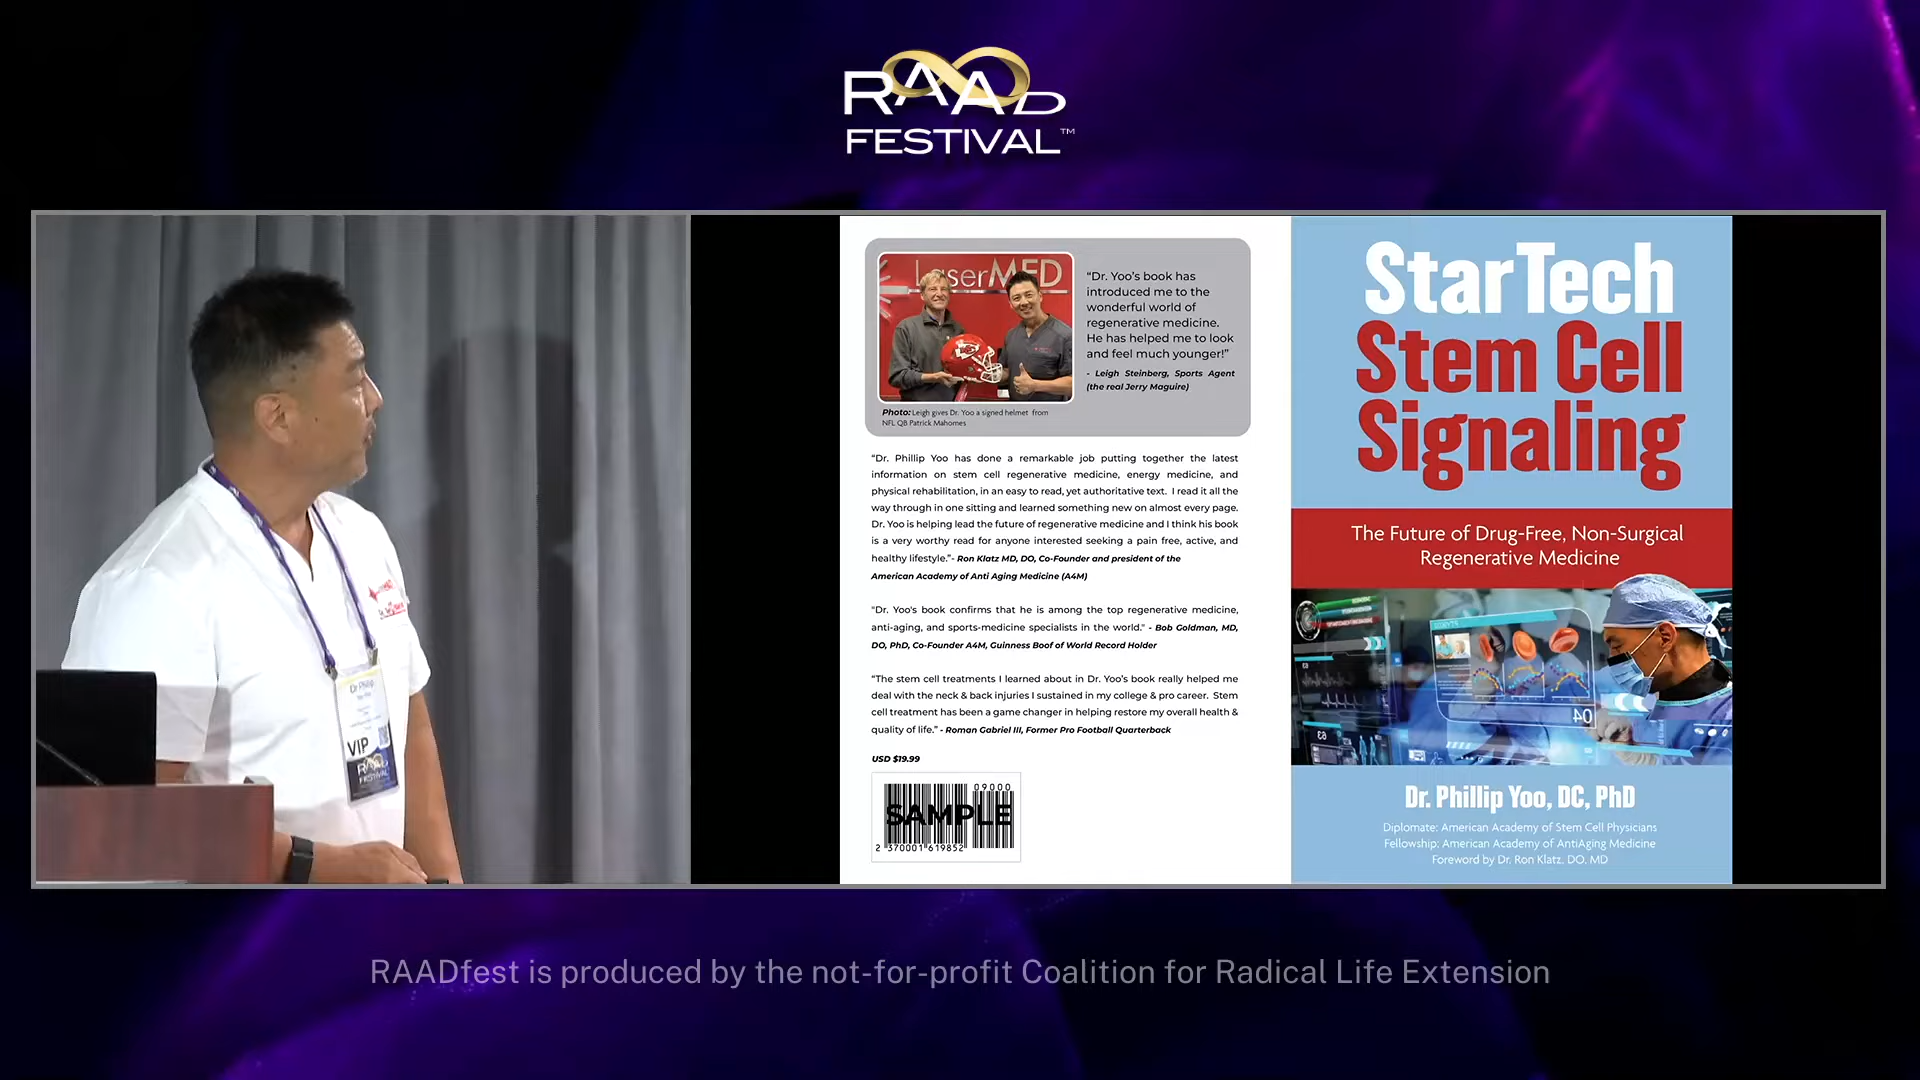 RAAD
FESTIVAL™
Dr Phillip
VIP
RAAD
FESTIVAL
LaserMED
"Dr. Yoo's book has
introduced me to the
wonderful world of
regenerative medicine.
He has helped me to look
and feel much younger!"
- Leigh Steinberg, Sports Agent
(the real Jerry Maguire)
Photo: Leigh gives Dr. Yoo a signed helmet from
NFL QB Patrick Mahomes
"Dr. Phillip Yoo has done a remarkable job putting together the latest
information on stem cell regenerative medicine, energy medicine, and
physical rehabilitation, in an easy to read, yet authoritative text. I read it all the
way through in one sitting and learned something new on almost every page.
Dr. Yoo is helping lead the future of regenerative medicine and I think his book
is a very worthy read for anyone interested seeking a pain free, active, and
healthy lifestyle."- Ron Klatz MD, DO, Co-Founder and president of the
American Academy of Anti Aging Medicine (A4M)
"Dr. Yoo's book confirms that he is among the top regenerative medicine,
anti-aging, and sports-medicine specialists in the world." - Bob Goldman, MD,
DO, PhD, Co-Founder A4M, Guinness Boof of World Record Holder
"The stem cell treatments I learned about in Dr. Yoo's book really helped me
deal with the neck & back injuries I sustained in my college & pro career. Stem
cell treatment has been a game changer in helping restore my overall health &
quality of life." - Roman Gabriel III, Former Pro Football Quarterback
USD $19.99
09000
SAMPLE
2 370001 619852
StarTech
Stem Cell
Signaling
The Future of Drug-Free, Non-Surgical
Regenerative Medicine
04
63
Dr. Phillip Yoo, DC, PhD
Diplomate: American Academy of Stem Cell Physicians
Fellowship: American Academy of AntiAging Medicine
Foreword by Dr. Ron Klatz, DO, MD
RAADfest is produced by the not-for-profit Coalition for Radical Life Extension